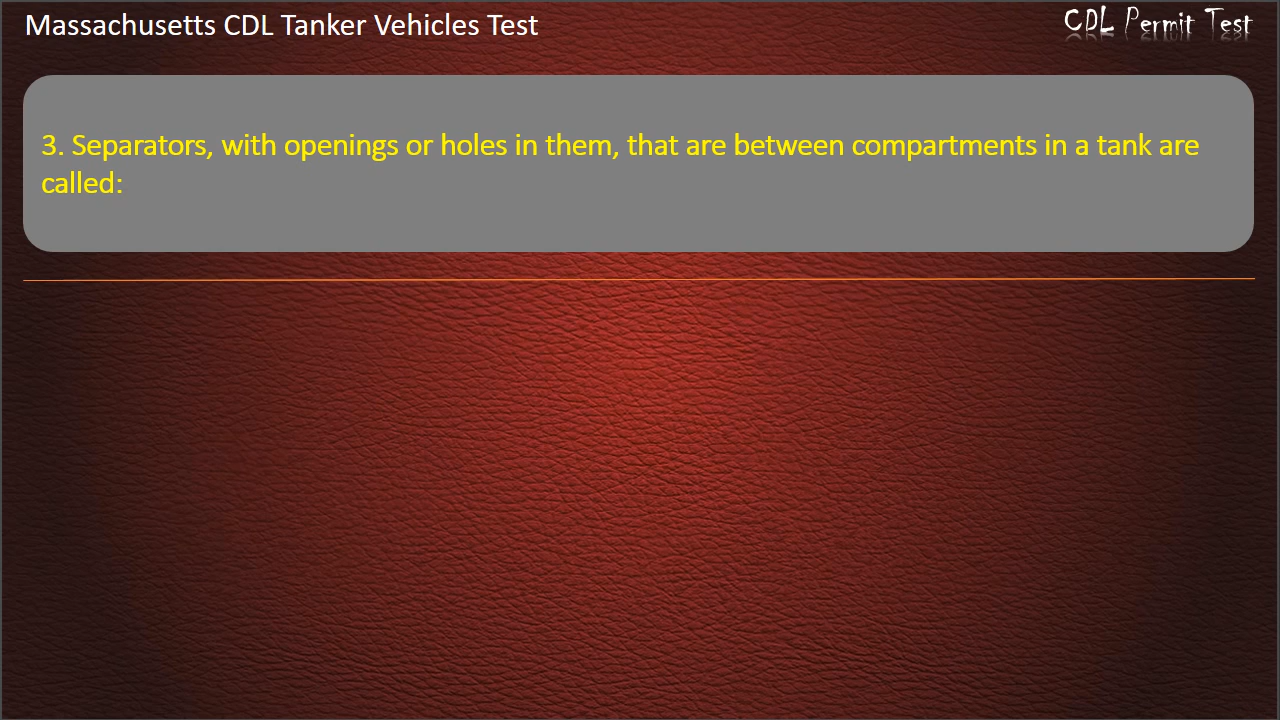 Massachusetts CDL Tanker Vehicles Test
CDL Permit Test
3. Separators, with openings or holes in them, that are between compartments in a tank are
called: